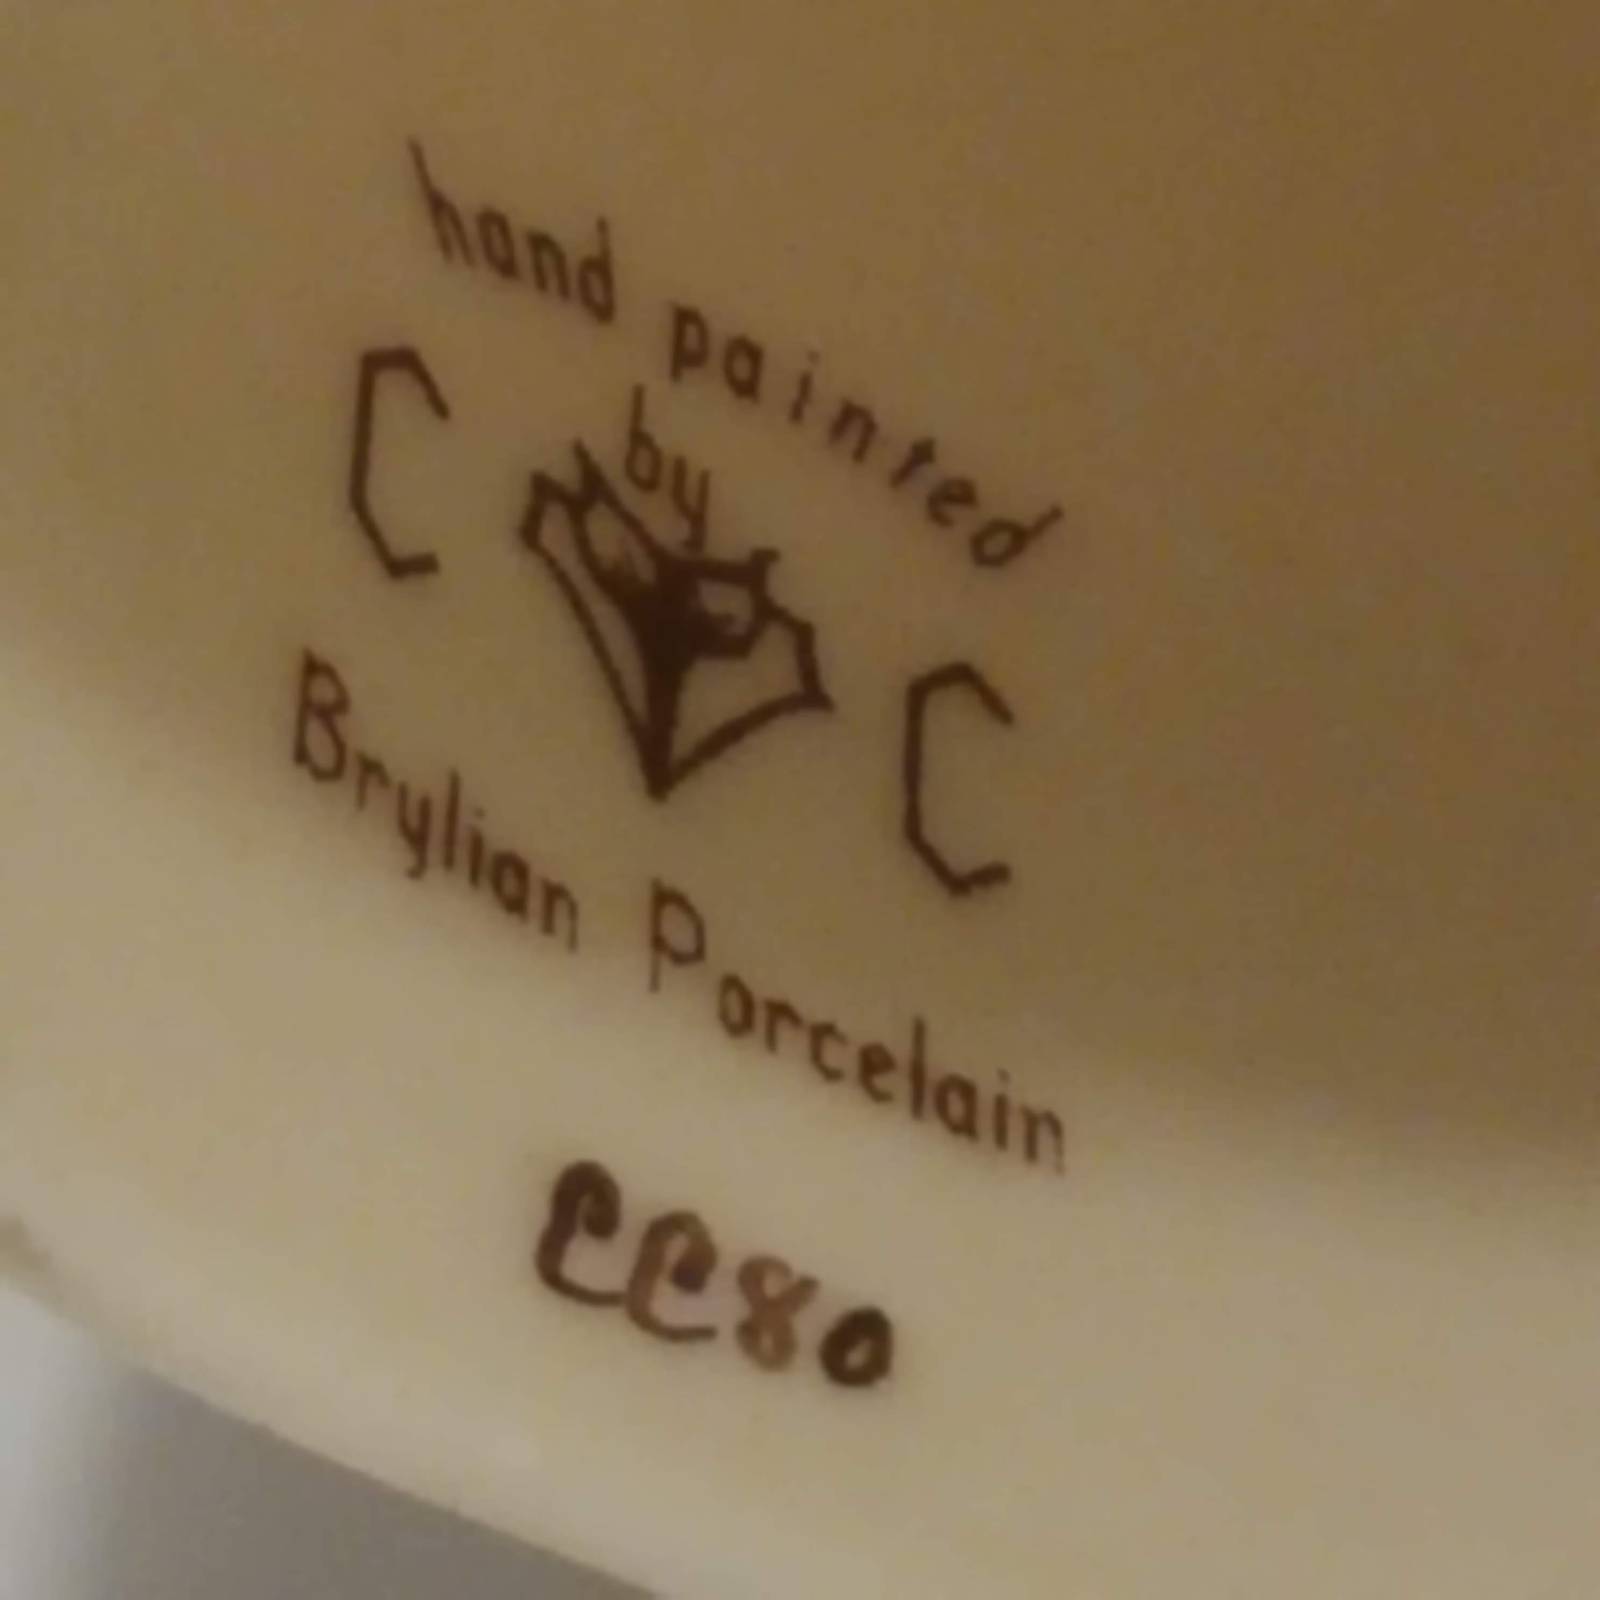 hand painted
by
C C
Brylian Porcelain
CC80